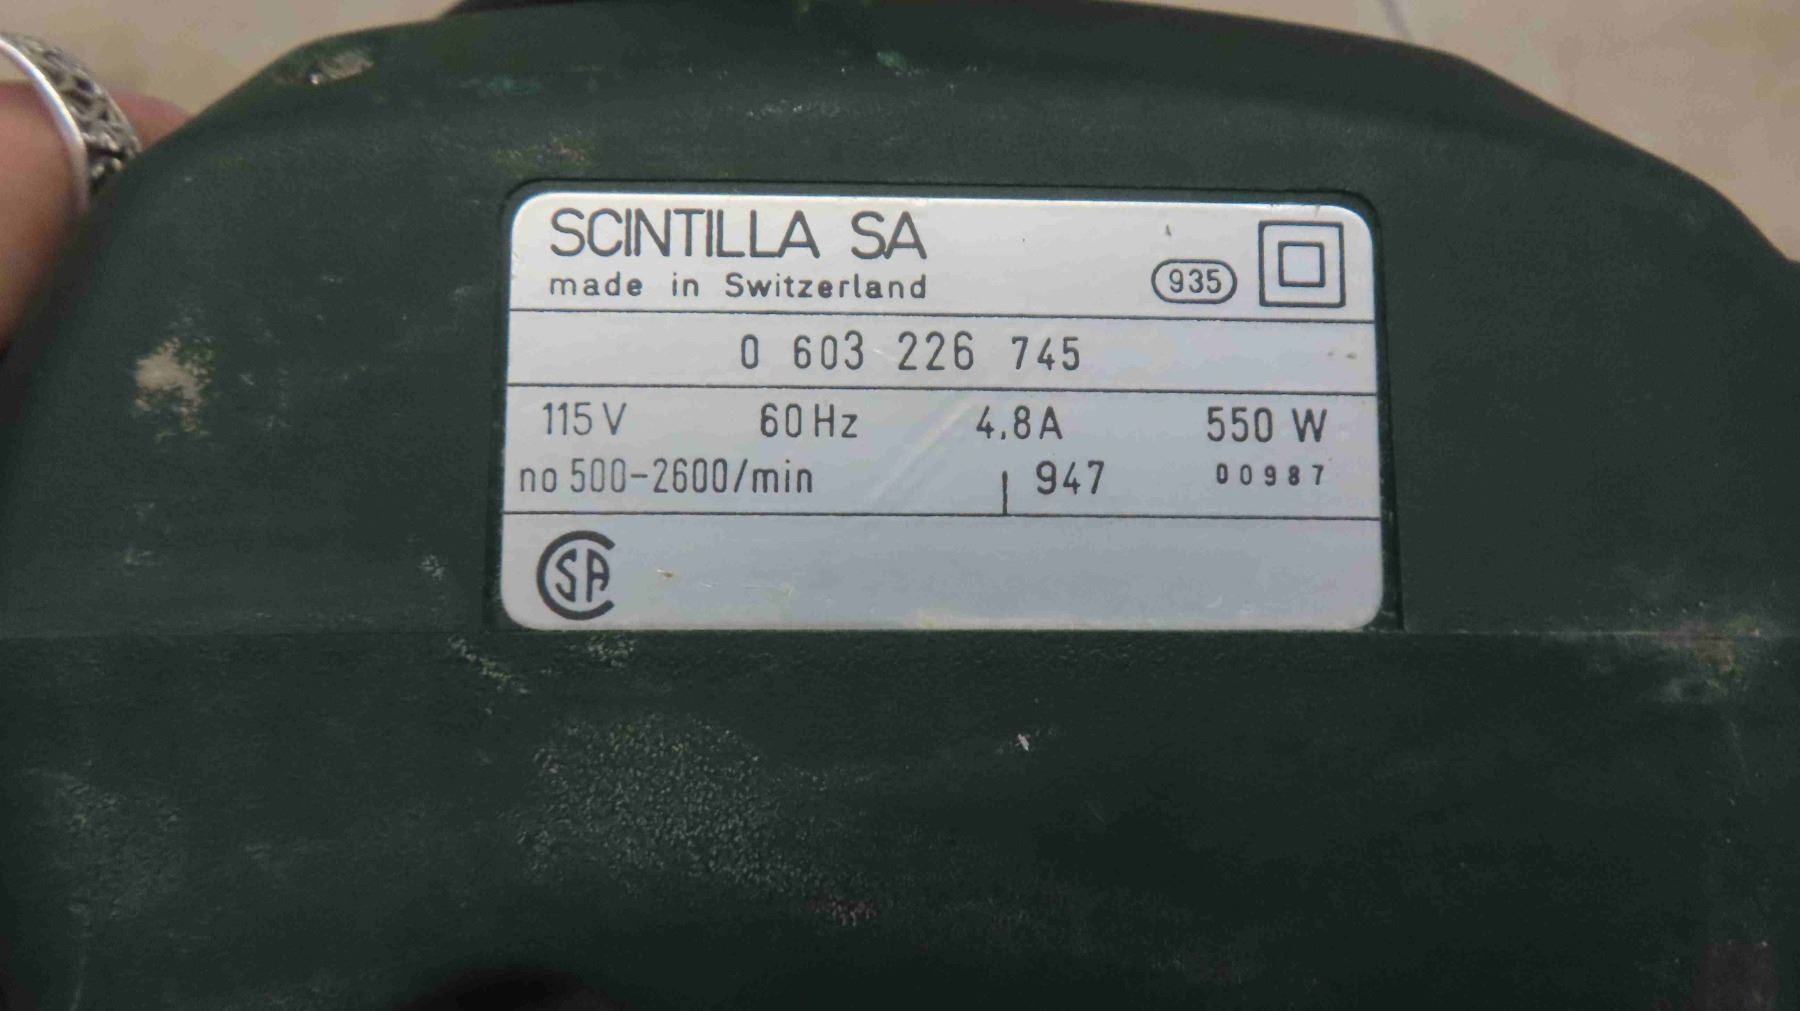 SCINTILLA SA
made in Switzerland
935
0 603 226 745
115 V 60 Hz 4.8 A 550 W
no 500-2600/min 947 00987
CSA